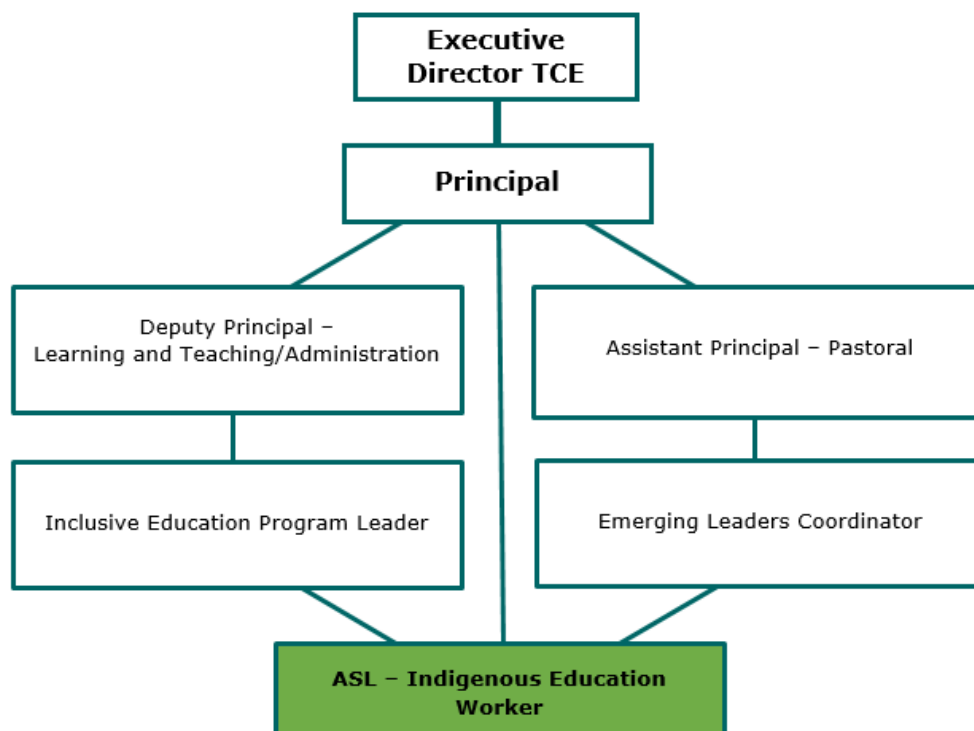 Executive
Director TCE
Principal
Deputy Principal –
Learning and Teaching/Administration
Assistant Principal – Pastoral
Inclusive Education Program Leader
Emerging Leaders Coordinator
ASL – Indigenous Education
Worker